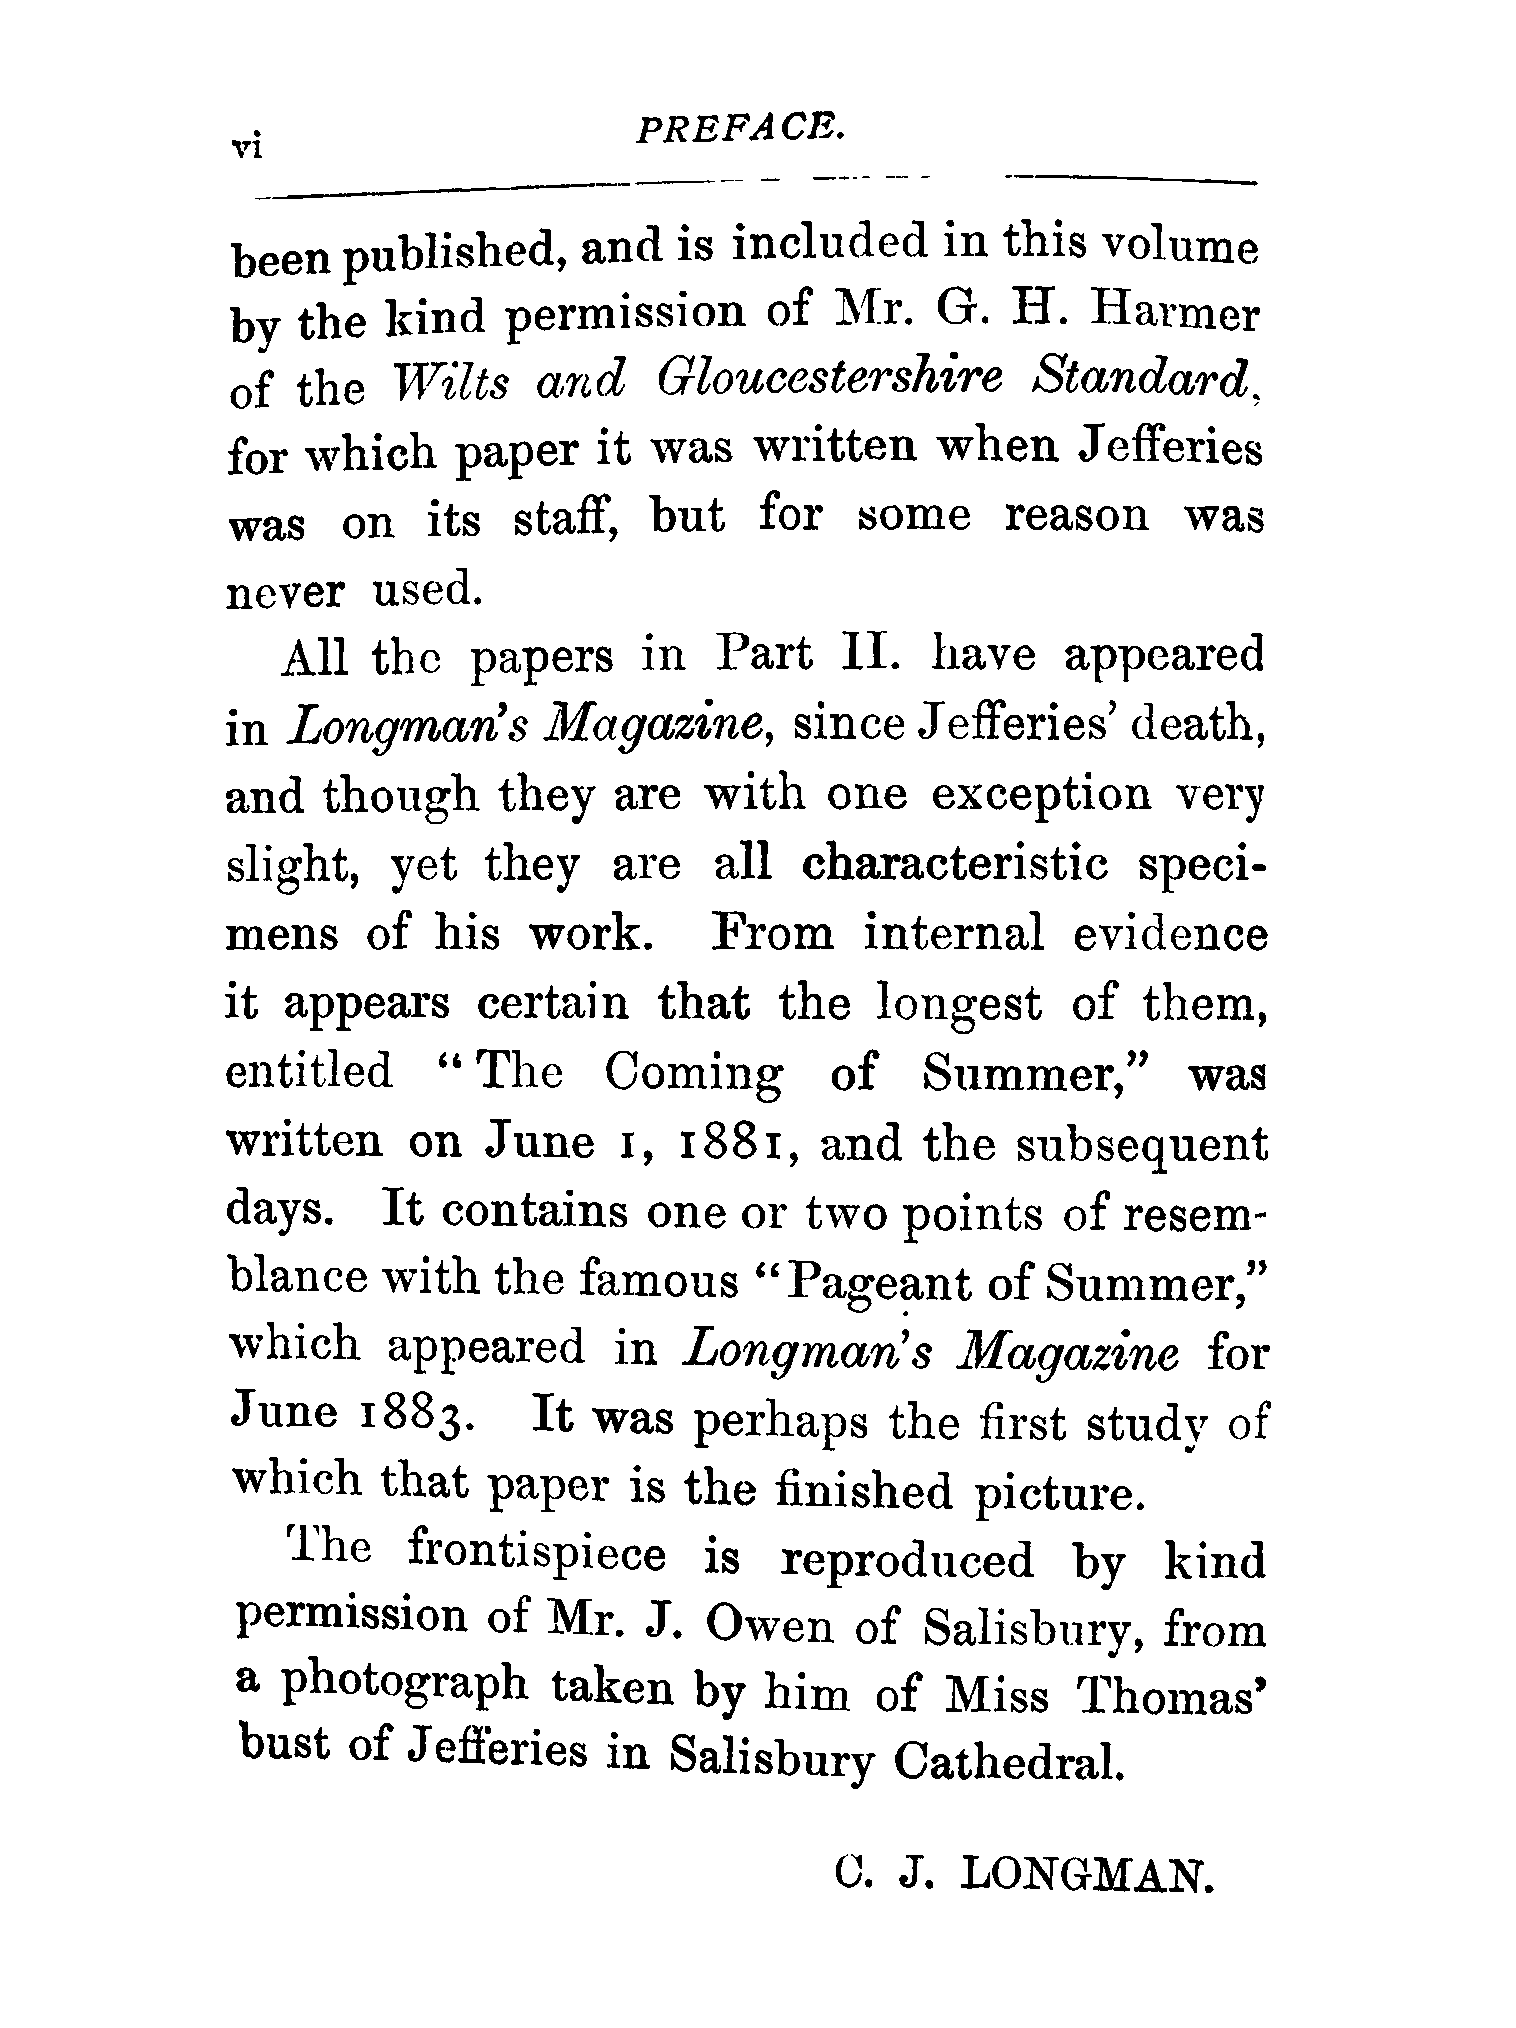 vi
PREFACE.
been published, and is included in this volume
by the kind permission of Mr. G. H. Harmer
of the Wilts and Gloucestershire Standard,
for which paper it was written when Jefferies
was on its staff, but for some reason was
never used.
All the papers in Part II. have appeared
in Longman's Magazine, since Jefferies' death,
and though they are with one exception very
slight, yet they are all characteristic speci-
mens of his work. From internal evidence
it appears certain that the longest of them,
entitled "The Coming of Summer," was
written on June 1, 1881, and the subsequent
days. It contains one or two points of resem-
blance with the famous "Pageant of Summer,"
which appeared in Longman's Magazine for
June 1883. It was perhaps the first study of
which that paper is the finished picture.
The frontispiece is reproduced by kind
permission of Mr. J. Owen of Salisbury, from
a photograph taken by him of Miss Thomas'
bust of Jefferies in Salisbury Cathedral.
C. J. LONGMAN.